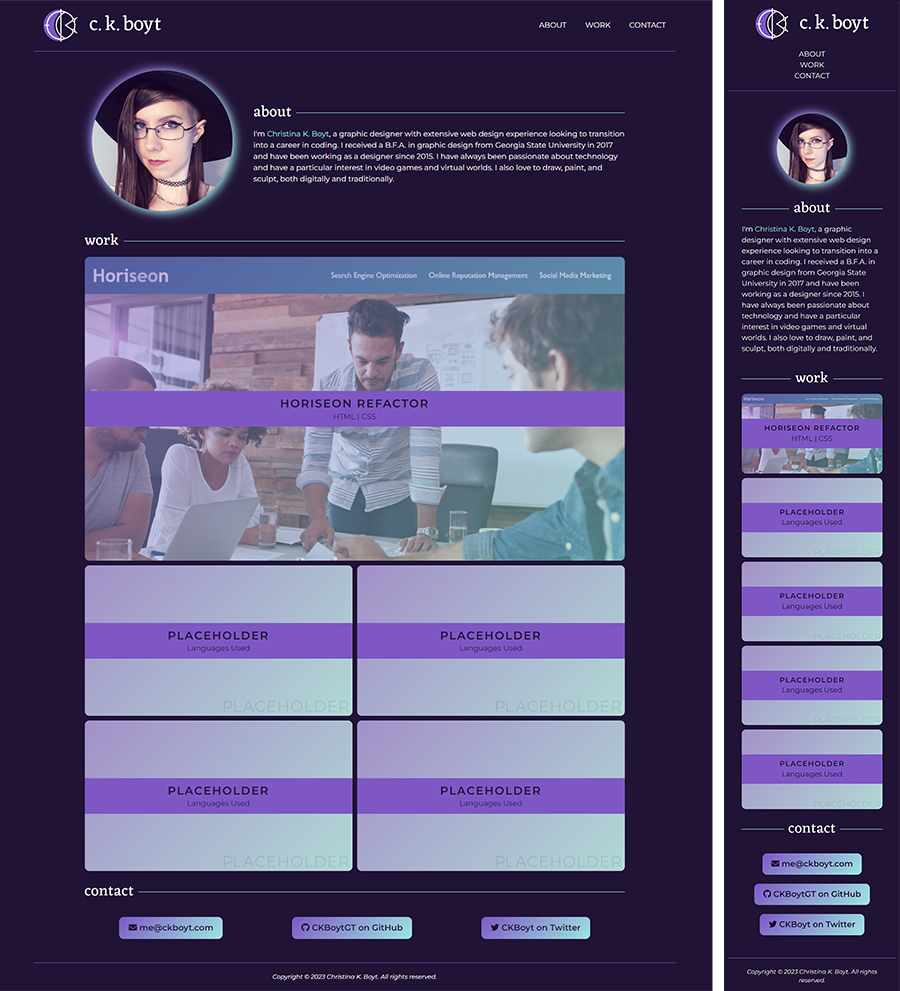 c. k. boyt
ABOUT WORK CONTACT
about
I'm Christina K. Boyt, a graphic designer with extensive web design experience looking to transition
into a career in coding. I received a B.F.A. in graphic design from Georgia State University in 2017
and have been working as a designer since 2015. I have always been passionate about technology
and have a particular interest in video games and virtual worlds. I also love to draw, paint, and
sculpt, both digitally and traditionally.
work
Horiseon
Search Engine Optimization Online Reputation Management Social Media Marketing
HORISEON REFACTOR
HTML | CSS
PLACEHOLDER
Languages Used
PLACEHOLDER
PLACEHOLDER
Languages Used
PLACEHOLDER
PLACEHOLDER
Languages Used
PLACEHOLDER
PLACEHOLDER
Languages Used
PLACEHOLDER
contact
me@ckboyt.com
CKBoytGT on GitHub
CKBoyt on Twitter
Copyright © 2023 Christina K. Boyt. All rights reserved.
c. k. boyt
ABOUT
WORK
CONTACT
about
I'm Christina K. Boyt, a graphic
designer with extensive web design
experience looking to transition into a
career in coding. I received a B.F.A. in
graphic design from Georgia State
University in 2017 and have been
working as a designer since 2015. I
have always been passionate about
technology and have a particular
interest in video games and virtual
worlds. I also love to draw, paint, and
sculpt, both digitally and traditionally.
work
Horiseon
HORISEON REFACTOR
HTML | CSS
PLACEHOLDER
Languages Used
PLACEHOLDER
PLACEHOLDER
Languages Used
PLACEHOLDER
PLACEHOLDER
Languages Used
PLACEHOLDER
PLACEHOLDER
Languages Used
PLACEHOLDER
contact
me@ckboyt.com
CKBoytGT on GitHub
CKBoyt on Twitter
Copyright © 2023 Christina K. Boyt. All rights
reserved.